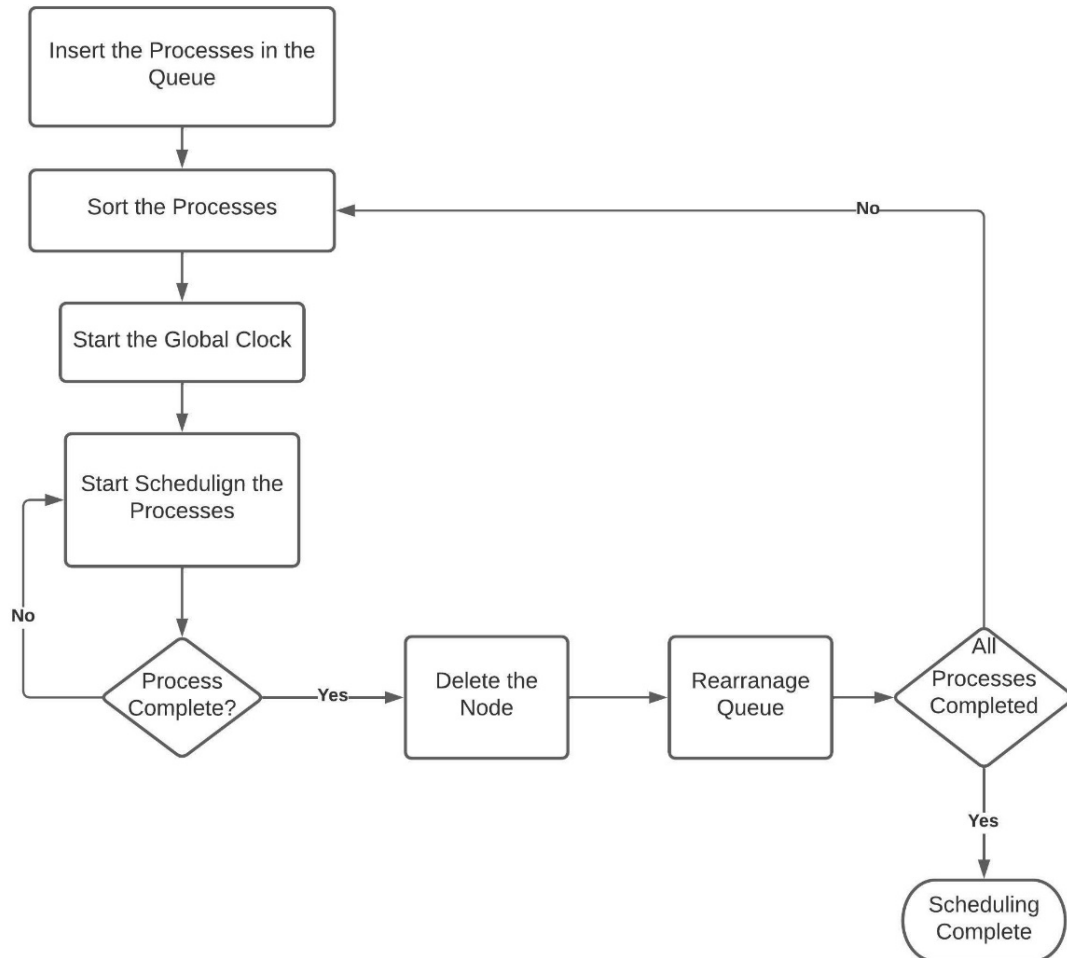 Insert the Processes in the
Queue
Sort the Processes
No
Start the Global Clock
Start Schedulign the
Processes
No
Process
Complete?
Yes
Delete the
Node
Rearranage
Queue
All
Processes
Completed
Yes
Scheduling
Complete